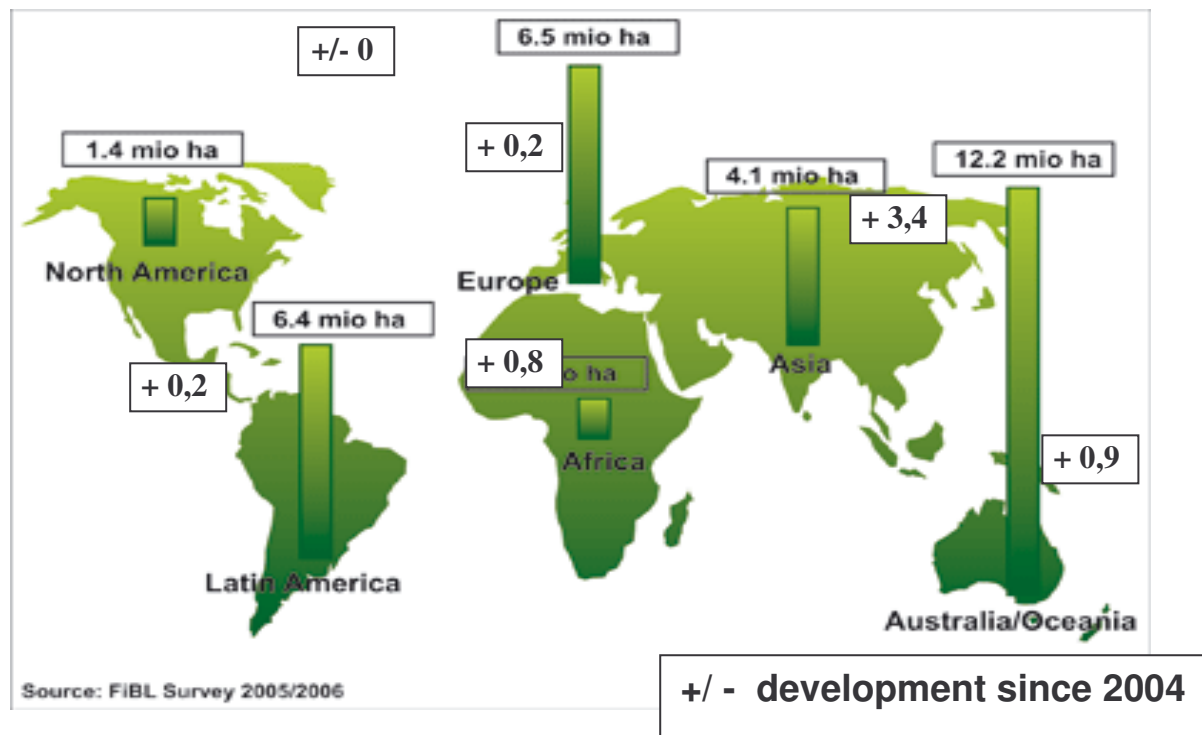 +/- 0
6.5 mio ha
1.4 mio ha
+ 0,2
12.2 mio ha
4.1 mio ha
+ 3,4
North America
Europe
6.4 mio ha
+ 0,2
+ 0,8
ha
Asia
Africa
+ 0,9
Latin America
Australia/Oceania
Source: FiBL Survey 2005/2006
+/ - development since 2004